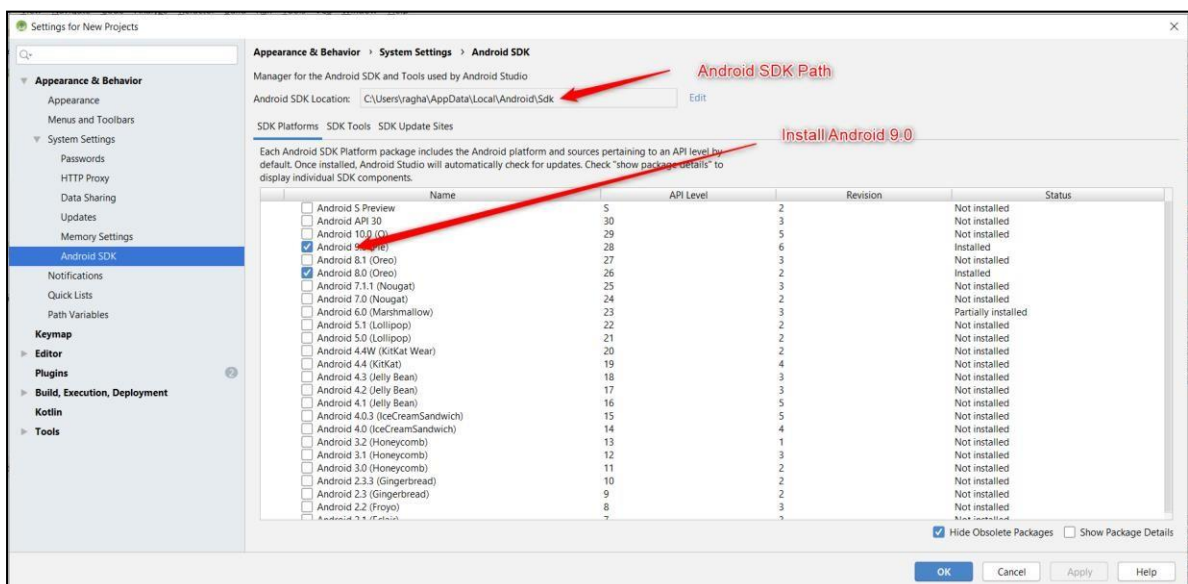 Settings for New Projects
Appearance & Behavior
Appearance
Menus and Toolbars
System Settings
Passwords
HTTP Proxy
Data Sharing
Updates
Memory Settings
Android SDK
Notifications
Quick Lists
Path Variables
Keymap
Editor
Plugins 2
Build, Execution, Deployment
Kotlin
Tools
Appearance & Behavior › System Settings › Android SDK
Manager for the Android SDK and Tools used by Android Studio
Android SDK Path
Android SDK Location: C:\Users\ragha\AppData\Local\Android\Sdk Edit
SDK Platforms SDK Tools SDK Update Sites
Install Android 9.0
Each Android SDK Platform package includes the Android platform and sources pertaining to an API level by
default. Once installed, Android Studio will automatically check for updates. Check "show package details" to
display individual SDK components.
Name API Level Revision Status
Android S Preview S 2 Not installed
Android API 30 30 3 Not installed
Android 10.0 (Q) 29 5 Not installed
Android 28 6 Installed
Android 8.1 (Oreo) 27 3 Not installed
Android 8.0 (Oreo) 26 2 Installed
Android 7.1.1 (Nougat) 25 3 Not installed
Android 7.0 (Nougat) 24 2 Not installed
Android 6.0 (Marshmallow) 23 3 Partially installed
Android 5.1 (Lollipop) 22 2 Not installed
Android 5.0 (Lollipop) 21 2 Not installed
Android 4.4W (KitKat Wear) 20 2 Not installed
Android 4.4 (KitKat) 19 4 Not installed
Android 4.3 (Jelly Bean) 18 3 Not installed
Android 4.2 (Jelly Bean) 17 3 Not installed
Android 4.1 (Jelly Bean) 16 5 Not installed
Android 4.0.3 (IceCreamSandwich) 15 5 Not installed
Android 4.0 (IceCreamSandwich) 14 4 Not installed
Android 3.2 (Honeycomb) 13 1 Not installed
Android 3.1 (Honeycomb) 12 3 Not installed
Android 3.0 (Honeycomb) 11 2 Not installed
Android 2.3.3 (Gingerbread) 10 2 Not installed
Android 2.3 (Gingerbread) 9 2 Not installed
Android 2.2 (Froyo) 8 3 Not installed
Hide Obsolete Packages Show Package Details
OK Cancel Apply Help